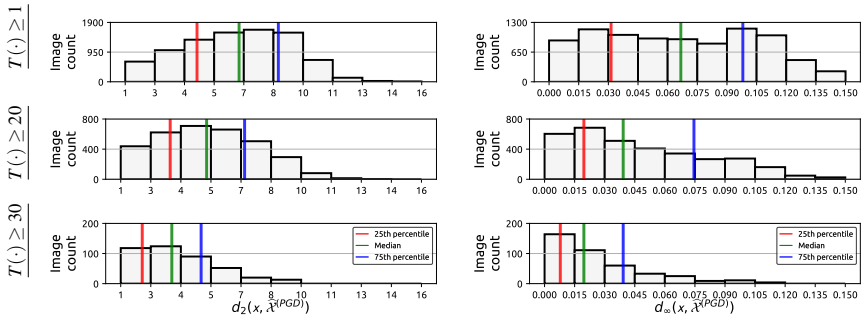 T(·) ≥ 1
Image count
1900
950
0
1 3 4 5 7 8 10 11 13 14 16
Image count
1300
650
0
0.000 0.015 0.030 0.045 0.060 0.075 0.090 0.105 0.120 0.135 0.150
T(·) ≥ 20
Image count
800
400
0
1 3 4 5 7 8 10 11 13 14 16
Image count
800
400
0
0.000 0.015 0.030 0.045 0.060 0.075 0.090 0.105 0.120 0.135 0.150
T(·) ≥ 30
Image count
200
100
0
25th percentile
Median
75th percentile
1 3 4 5 7 8 10 11 13 14 16
d₂(x, X̃^(PGD))
Image count
200
100
0
25th percentile
Median
75th percentile
0.000 0.015 0.030 0.045 0.060 0.075 0.090 0.105 0.120 0.135 0.150
d∞(x, X̃^(PGD))